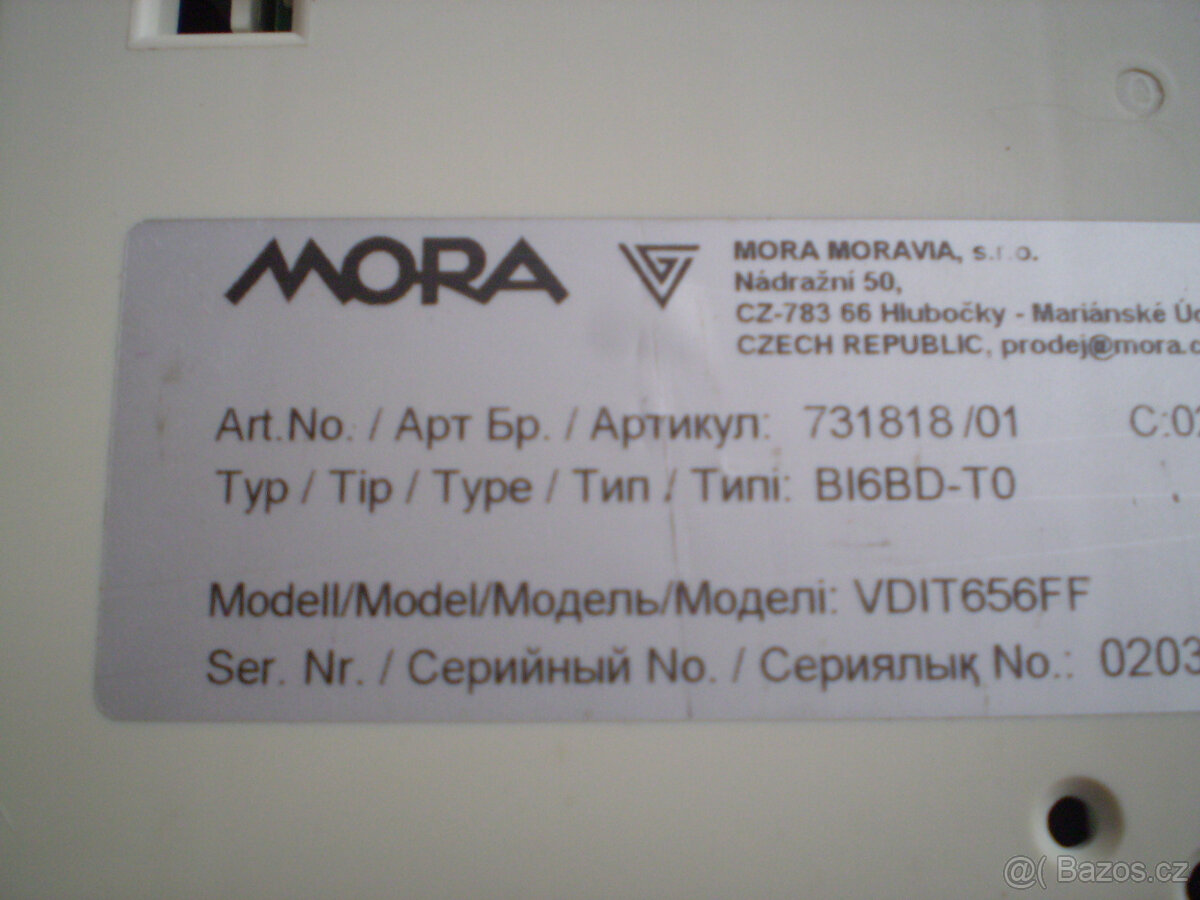 MORA
MORA MORAVIA, s.r.o.
Nádražní 50,
CZ-783 66 Hlubočky - Mariánské Úd
CZECH REPUBLIC, prodej@mora.c
Art.No. / Арт Бр. / Артикул: 731818 /01 C:02
Typ / Tip / Type / Тип / Типі: BI6BD-T0
Modell/Model/Модель/Моделі: VDIT656FF
Ser. Nr. / Серийный No. / Сериялық No.: 0203
@( Bazos.cz